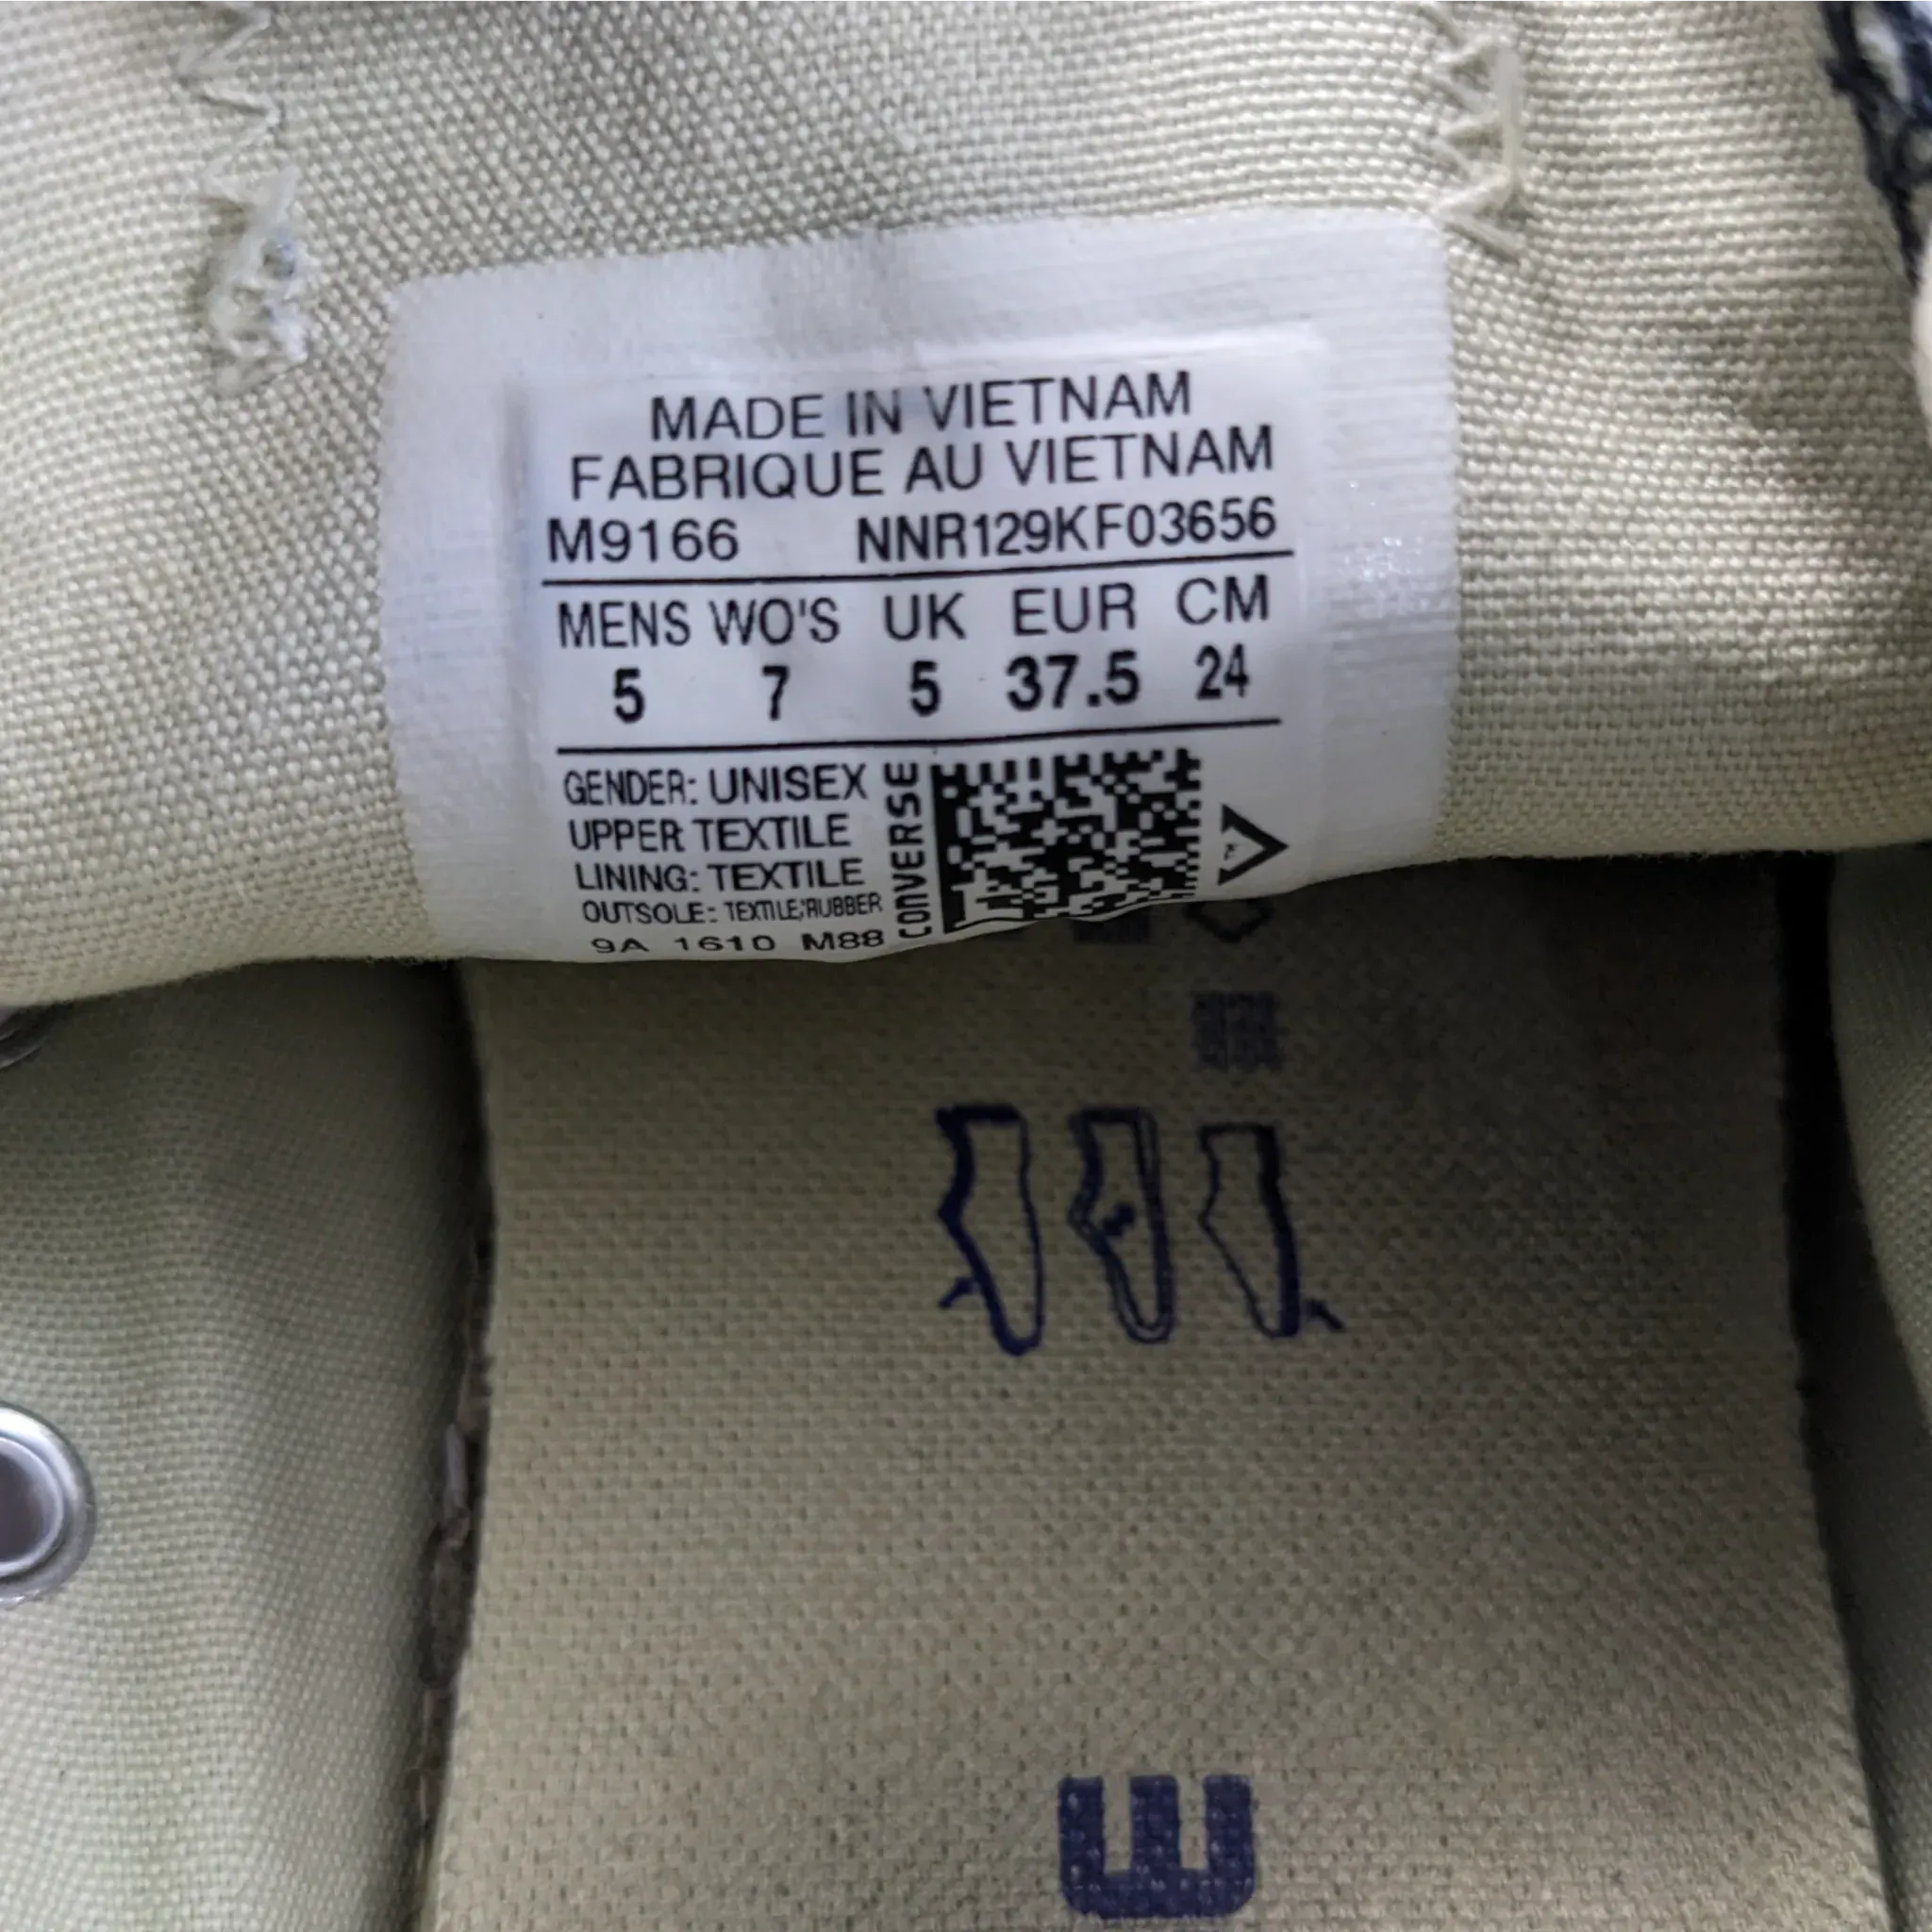 MADE IN VIETNAM
FABRIQUE AU VIETNAM
M9166 NNR129KF03656
MENS WO'S UK EUR CM
5 7 5 37.5 24
GENDER: UNISEX
UPPER TEXTILE
LINING: TEXTILE
OUTSOLE: TEXTILE/RUBBER
9A 1610 M88
CONVERSE